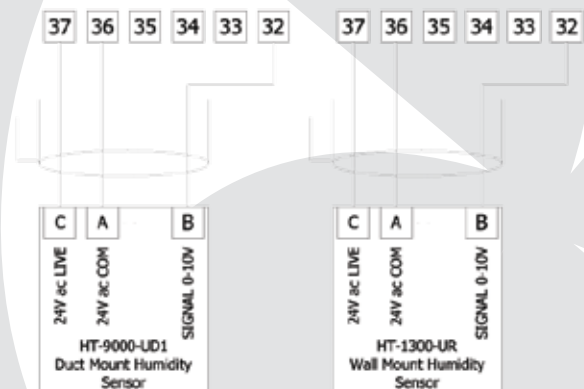 37 36 35 34 33 32 37 36 35 34 33 32
C A B C A B
24V ac LIVE
24V ac COM
SIGNAL 0-10V
24V ac LIVE
24V ac COM
SIGNAL 0-10V
HT-9000-UD1
Duct Mount Humidity
Sensor
HT-1300-UR
Wall Mount Humidity
Sensor